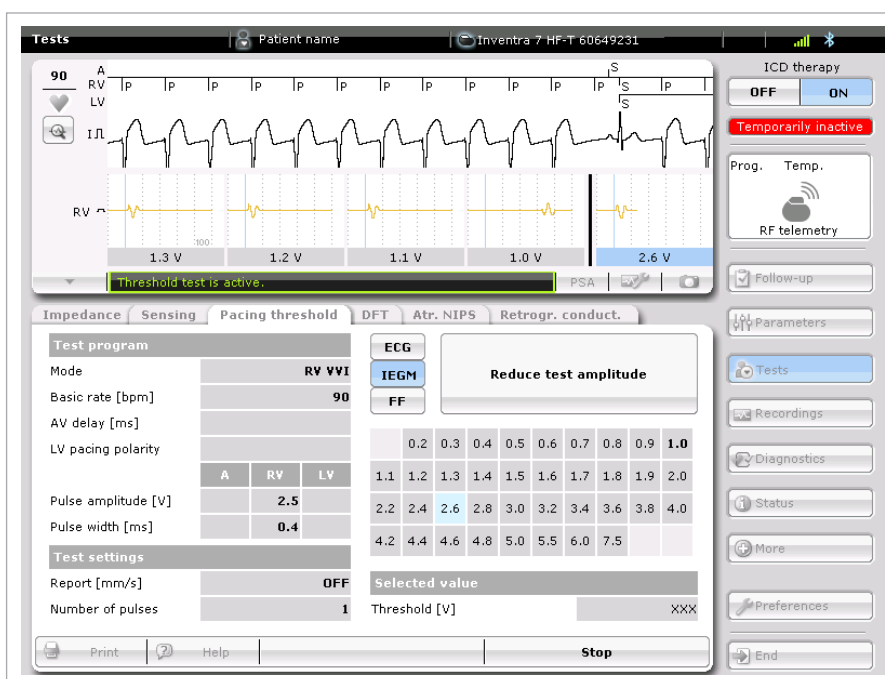 Tests Patient name Inventra 7 HF-T 60649231
90 A
RV P P P P P P P P P P P S S P
LV S
RV
100
1.3 V 1.2 V 1.1 V 1.0 V 2.6 V
Threshold test is active. PSA
ICD therapy
OFF ON
Temporarily inactive
Prog. Temp.
RF telemetry
Follow-up
Parameters
Tests
Recordings
Diagnostics
Status
More
Preferences
End
Impedance Sensing Pacing threshold DFT Atr. NIPS Retrogr. conduct.
Test program
Mode RV VVI
Basic rate [bpm] 90
AV delay [ms]
LV pacing polarity
A RV LV
Pulse amplitude [V] 2.5
Pulse width [ms] 0.4
Test settings
Report [mm/s] OFF
Number of pulses 1
ECG
IEGM
FF
Reduce test amplitude
0.2 0.3 0.4 0.5 0.6 0.7 0.8 0.9 1.0
1.1 1.2 1.3 1.4 1.5 1.6 1.7 1.8 1.9 2.0
2.2 2.4 2.6 2.8 3.0 3.2 3.4 3.6 3.8 4.0
4.2 4.4 4.6 4.8 5.0 5.5 6.0 7.5
Selected value
Threshold [V] XXX
Print Help Stop